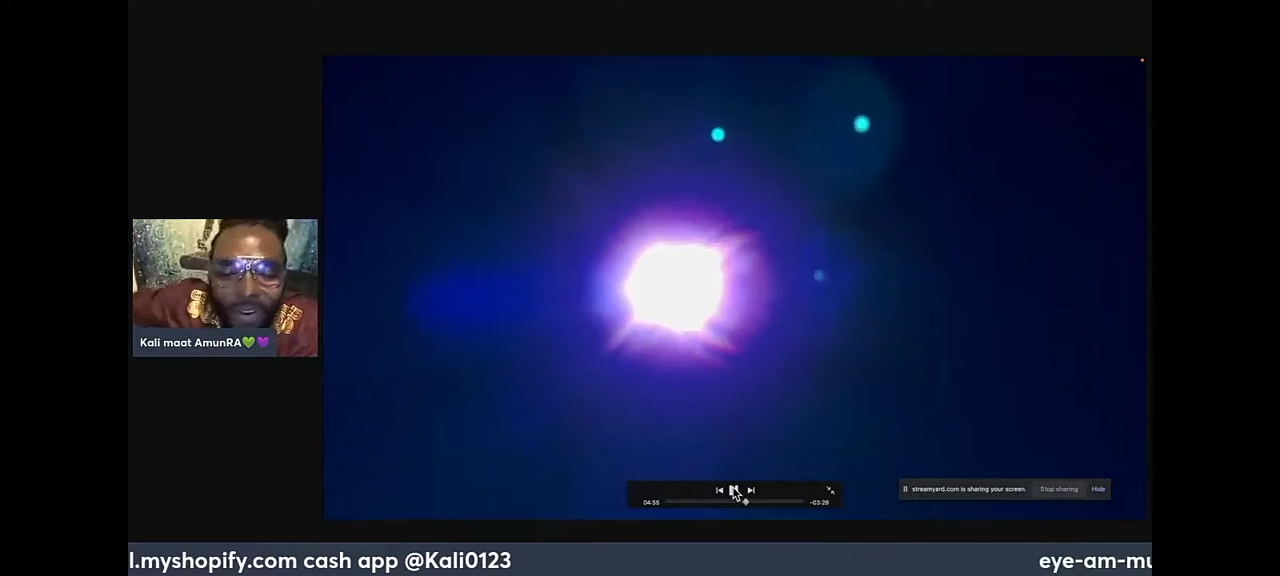 Kali maat AmunRA💚💜
04:55
-03:28
streamyard.com is sharing your screen.
Stop sharing
Hide
l.myshopify.com cash app @Kali0123
eye-am-mu